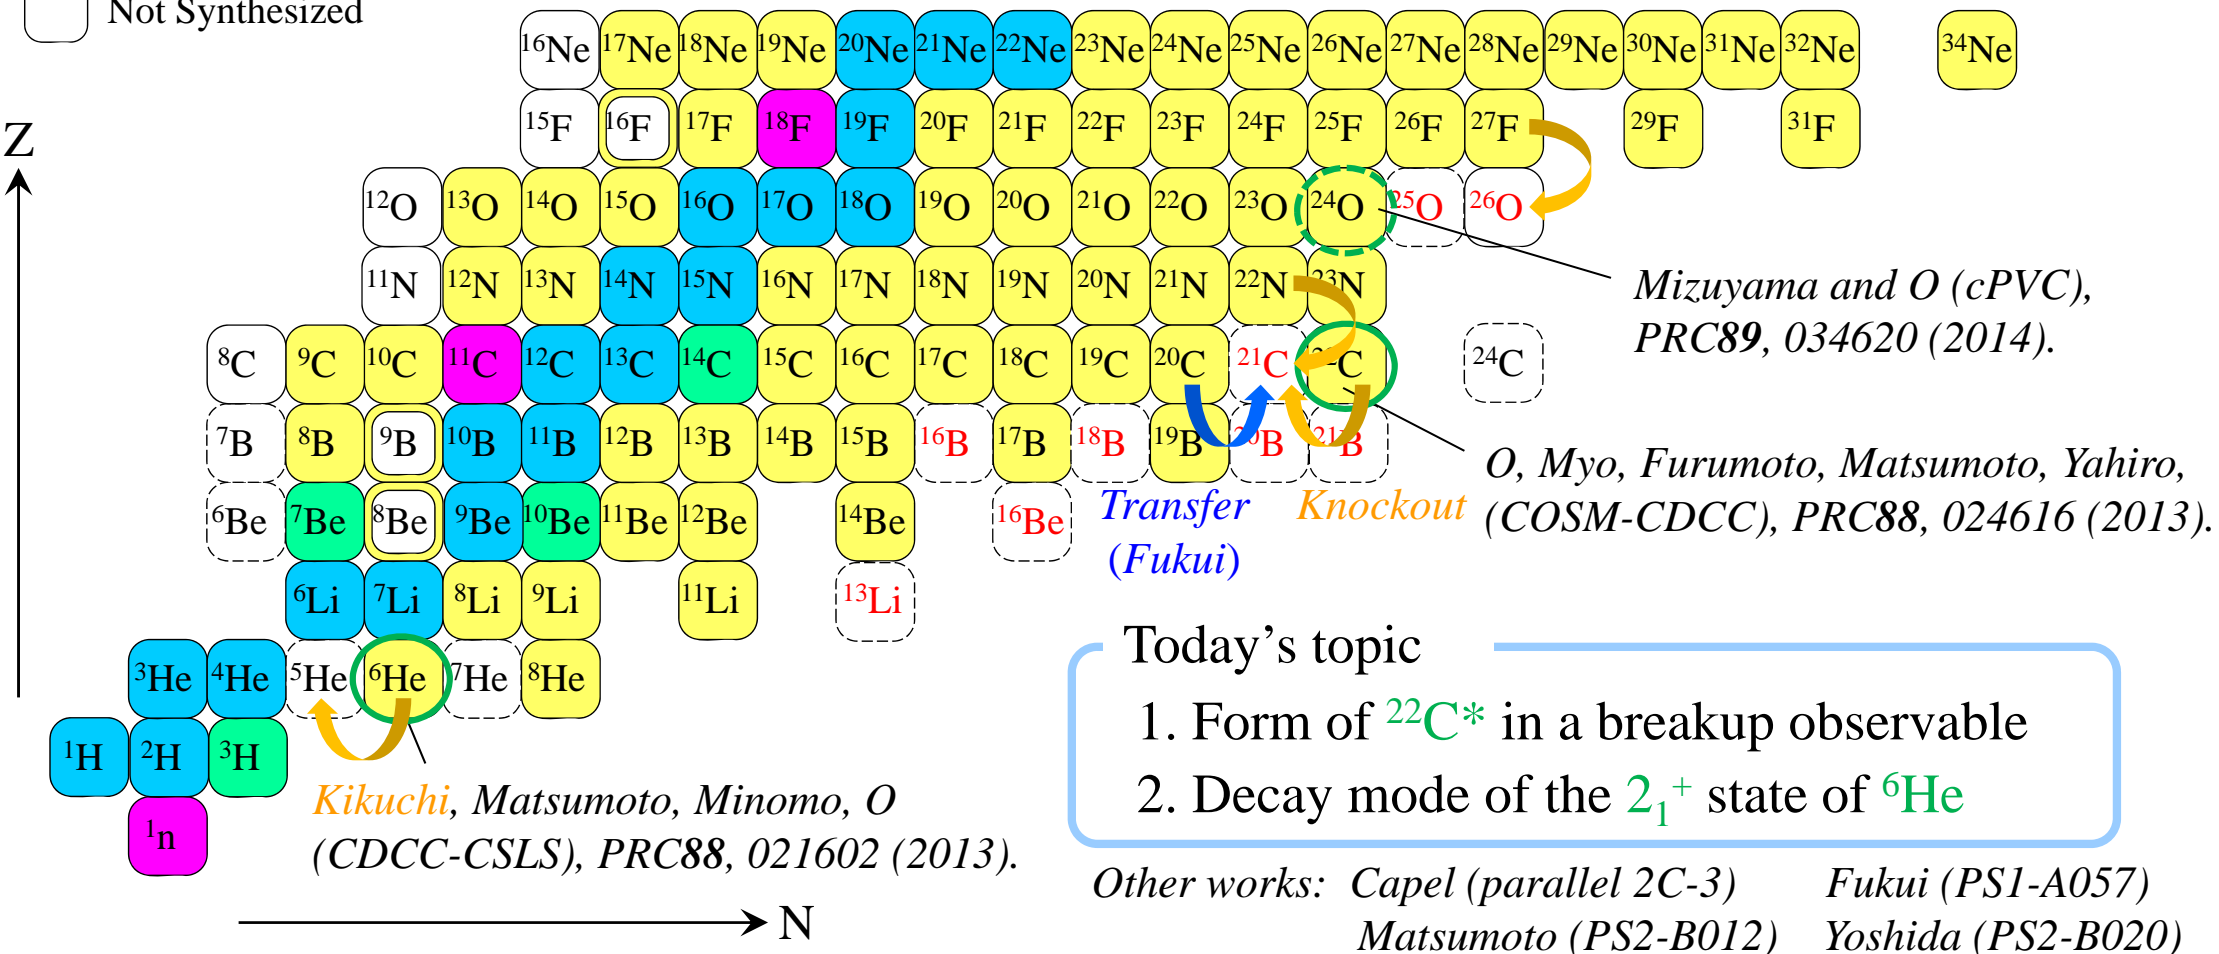 Not Synthesized
¹⁶Ne ¹⁷Ne ¹⁸Ne ¹⁹Ne ²⁰Ne ²¹Ne ²²Ne ²³Ne ²⁴Ne ²⁵Ne ²⁶Ne ²⁷Ne ²⁸Ne ²⁹Ne ³⁰Ne ³¹Ne ³²Ne ³⁴Ne
Z
¹⁵F ¹⁶F ¹⁷F ¹⁸F ¹⁹F ²⁰F ²¹F ²²F ²³F ²⁴F ²⁵F ²⁶F ²⁷F ²⁹F ³¹F
¹²O ¹³O ¹⁴O ¹⁵O ¹⁶O ¹⁷O ¹⁸O ¹⁹O ²⁰O ²¹O ²²O ²³O ²⁴O ²⁵O ²⁶O
¹¹N ¹²N ¹³N ¹⁴N ¹⁵N ¹⁶N ¹⁷N ¹⁸N ¹⁹N ²⁰N ²¹N ²²N ²³N
Mizuyama and O (cPVC),
PRC89, 034620 (2014).
⁸C ⁹C ¹⁰C ¹¹C ¹²C ¹³C ¹⁴C ¹⁵C ¹⁶C ¹⁷C ¹⁸C ¹⁹C ²⁰C ²¹C ²²C ²⁴C
⁷B ⁸B ⁹B ¹⁰B ¹¹B ¹²B ¹³B ¹⁴B ¹⁵B ¹⁶B ¹⁷B ¹⁸B ¹⁹B ²⁰B ²¹B
O, Myo, Furumoto, Matsumoto, Yahiro,
(COSM-CDCC), PRC88, 024616 (2013).
⁶Be ⁷Be ⁸Be ⁹Be ¹⁰Be ¹¹Be ¹²Be ¹⁴Be ¹⁶Be
Transfer
(Fukui)
Knockout
⁶Li ⁷Li ⁸Li ⁹Li ¹¹Li ¹³Li
³He ⁴He ⁵He ⁶He ⁷He ⁸He
¹H ²H ³H
¹n
Kikuchi, Matsumoto, Minomo, O
(CDCC-CSLS), PRC88, 021602 (2013).
N
Today's topic
1. Form of ²²C* in a breakup observable
2. Decay mode of the 2₁⁺ state of ⁶He
Other works: Capel (parallel 2C-3) Fukui (PS1-A057)
Matsumoto (PS2-B012) Yoshida (PS2-B020)